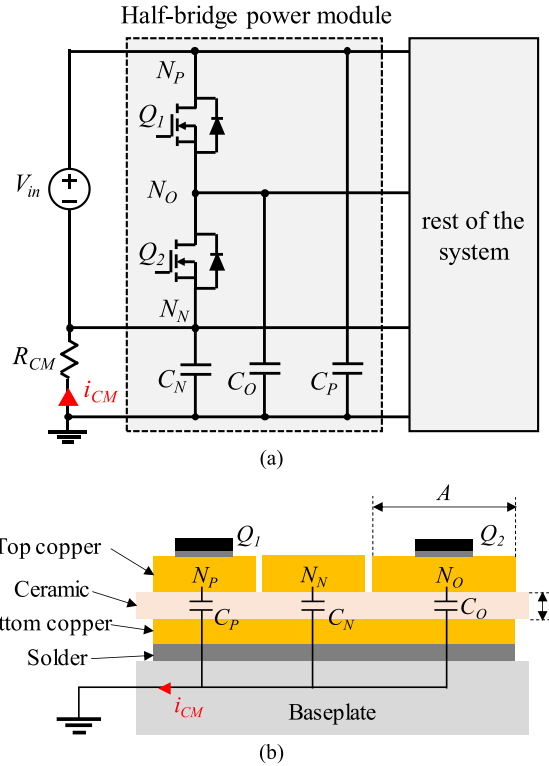 Half-bridge power module
N_P
Q_1
V_in
N_O
rest of the
system
Q_2
N_N
R_CM
i_CM
C_N
C_O
C_P
(a)
A
Q_1
Q_2
Top copper
N_P
N_N
N_O
Ceramic
C_P
C_N
C_O
ttom copper
Solder
i_CM
Baseplate
(b)